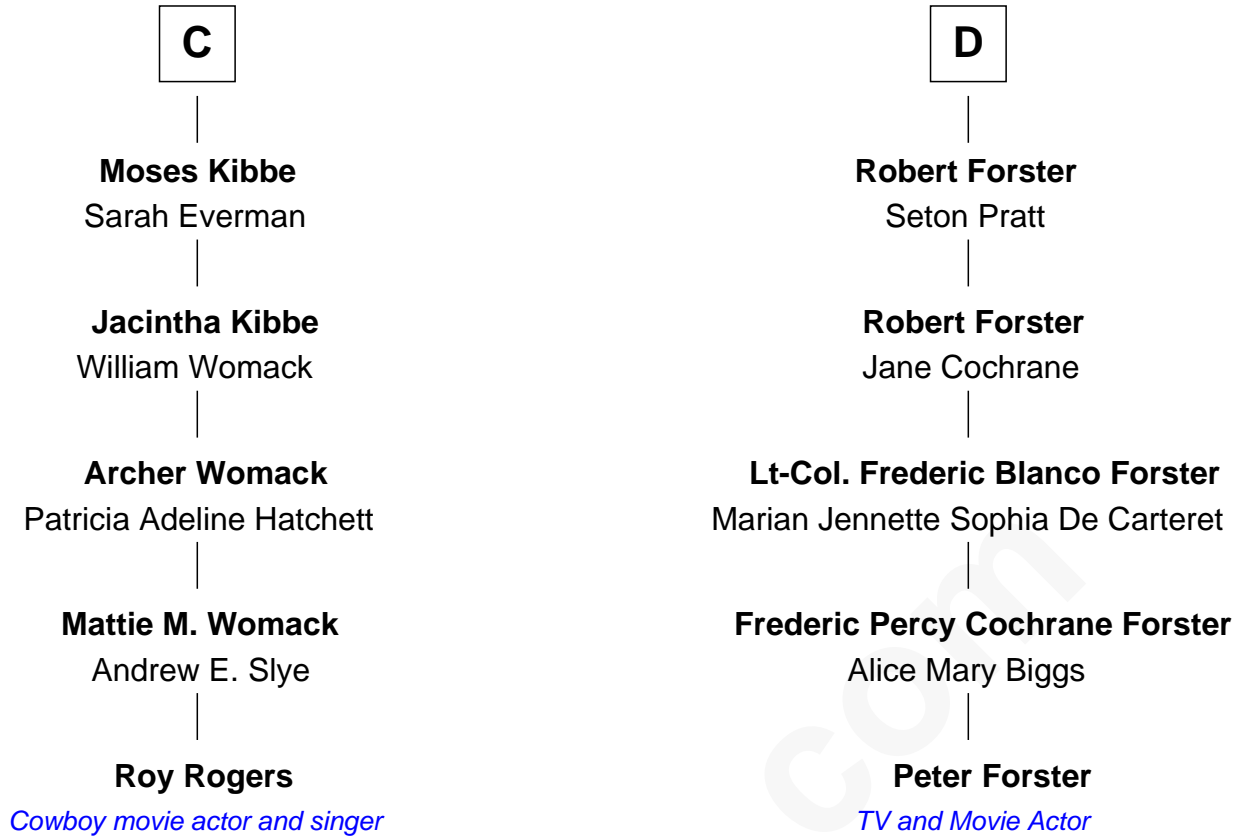 C
Moses Kibbe
Sarah Everman
Jacintha Kibbe
William Womack
Archer Womack
Patricia Adeline Hatchett
Mattie M. Womack
Andrew E. Slye
Roy Rogers
Cowboy movie actor and singer
D
Robert Forster
Seton Pratt
Robert Forster
Jane Cochrane
Lt-Col. Frederic Blanco Forster
Marian Jennette Sophia De Carteret
Frederic Percy Cochrane Forster
Alice Mary Biggs
Peter Forster
TV and Movie Actor
com